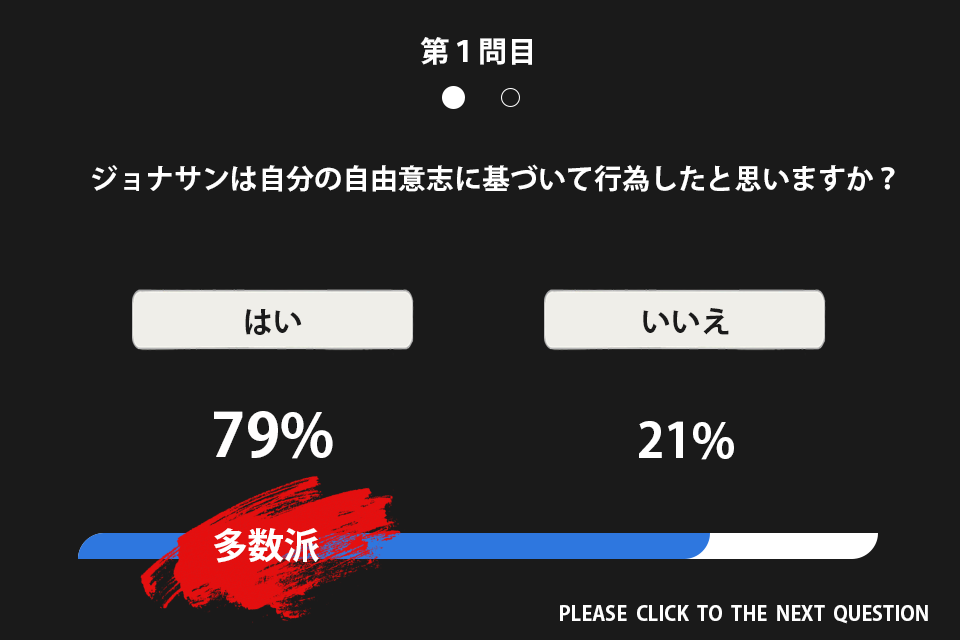 第１問目
ジョナサンは自分の自由意志に基づいて行為したと思いますか？
はい
いいえ
79%
21%
多数派
PLEASE CLICK TO THE NEXT QUESTION